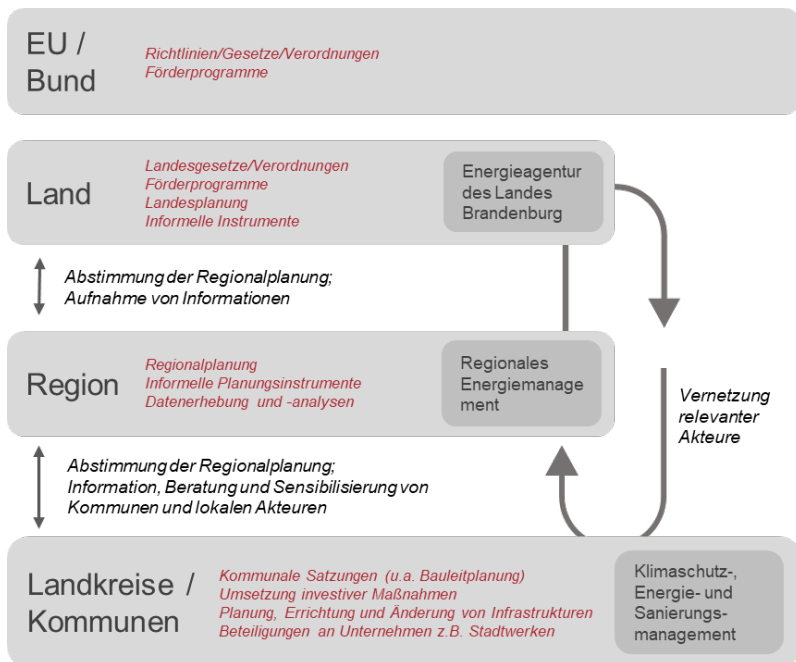 EU /
Bund
Richtlinien/Gesetze/Verordnungen
Förderprogramme
Land
Landesgesetze/Verordnungen
Förderprogramme
Landesplanung
Informelle Instrumente
Energieagentur
des Landes
Brandenburg
Abstimmung der Regionalplanung;
Aufnahme von Informationen
Region
Regionalplanung
Informelle Planungsinstrumente
Datenerhebung und -analysen
Regionales
Energiemanage
ment
Vernetzung
relevanter
Akteure
Abstimmung der Regionalplanung;
Information, Beratung und Sensibilisierung von
Kommunen und lokalen Akteuren
Landkreise /
Kommunen
Kommunale Satzungen (u.a. Bauleitplanung)
Umsetzung investiver Maßnahmen
Planung, Errichtung und Änderung von Infrastrukturen
Beteiligungen an Unternehmen z.B. Stadtwerken
Klimaschutz-,
Energie- und
Sanierungs-
management